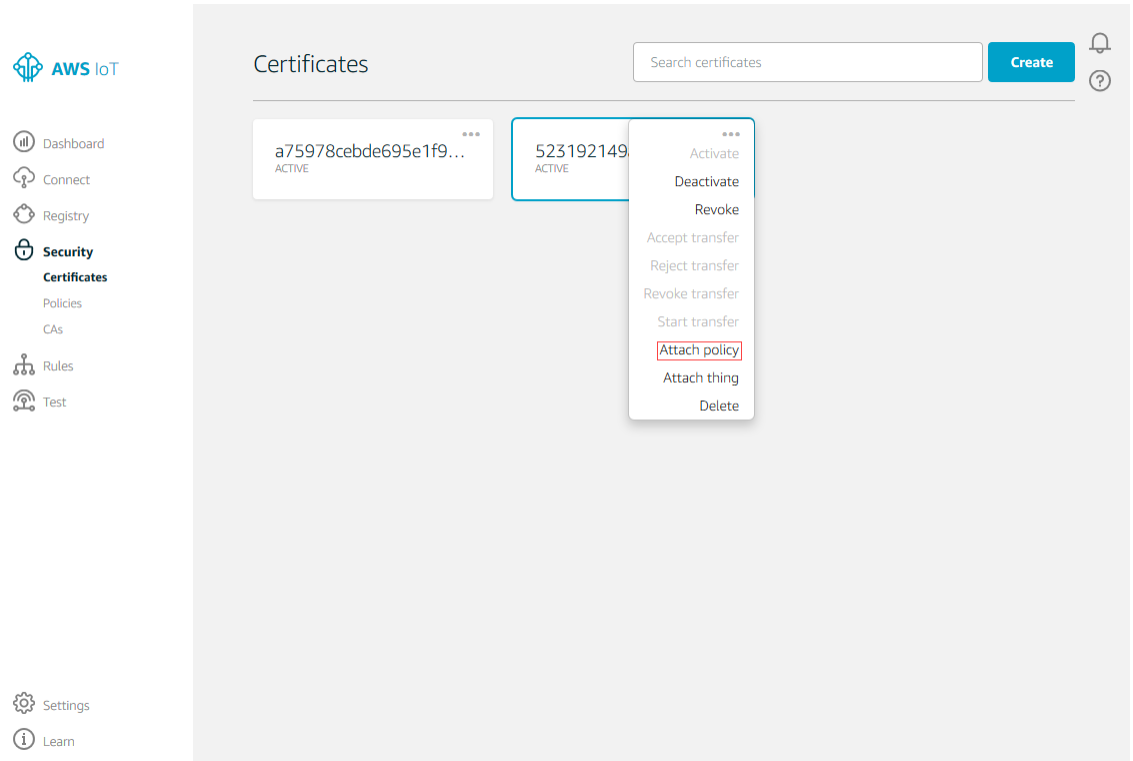 AWS IoT
Dashboard
Connect
Registry
Security
Certificates
Policies
CAs
Rules
Test
Settings
Learn
Certificates
Search certificates
Create
a75978cebde695e1f9...
ACTIVE
523192149
ACTIVE
Activate
Deactivate
Revoke
Accept transfer
Reject transfer
Revoke transfer
Start transfer
Attach policy
Attach thing
Delete